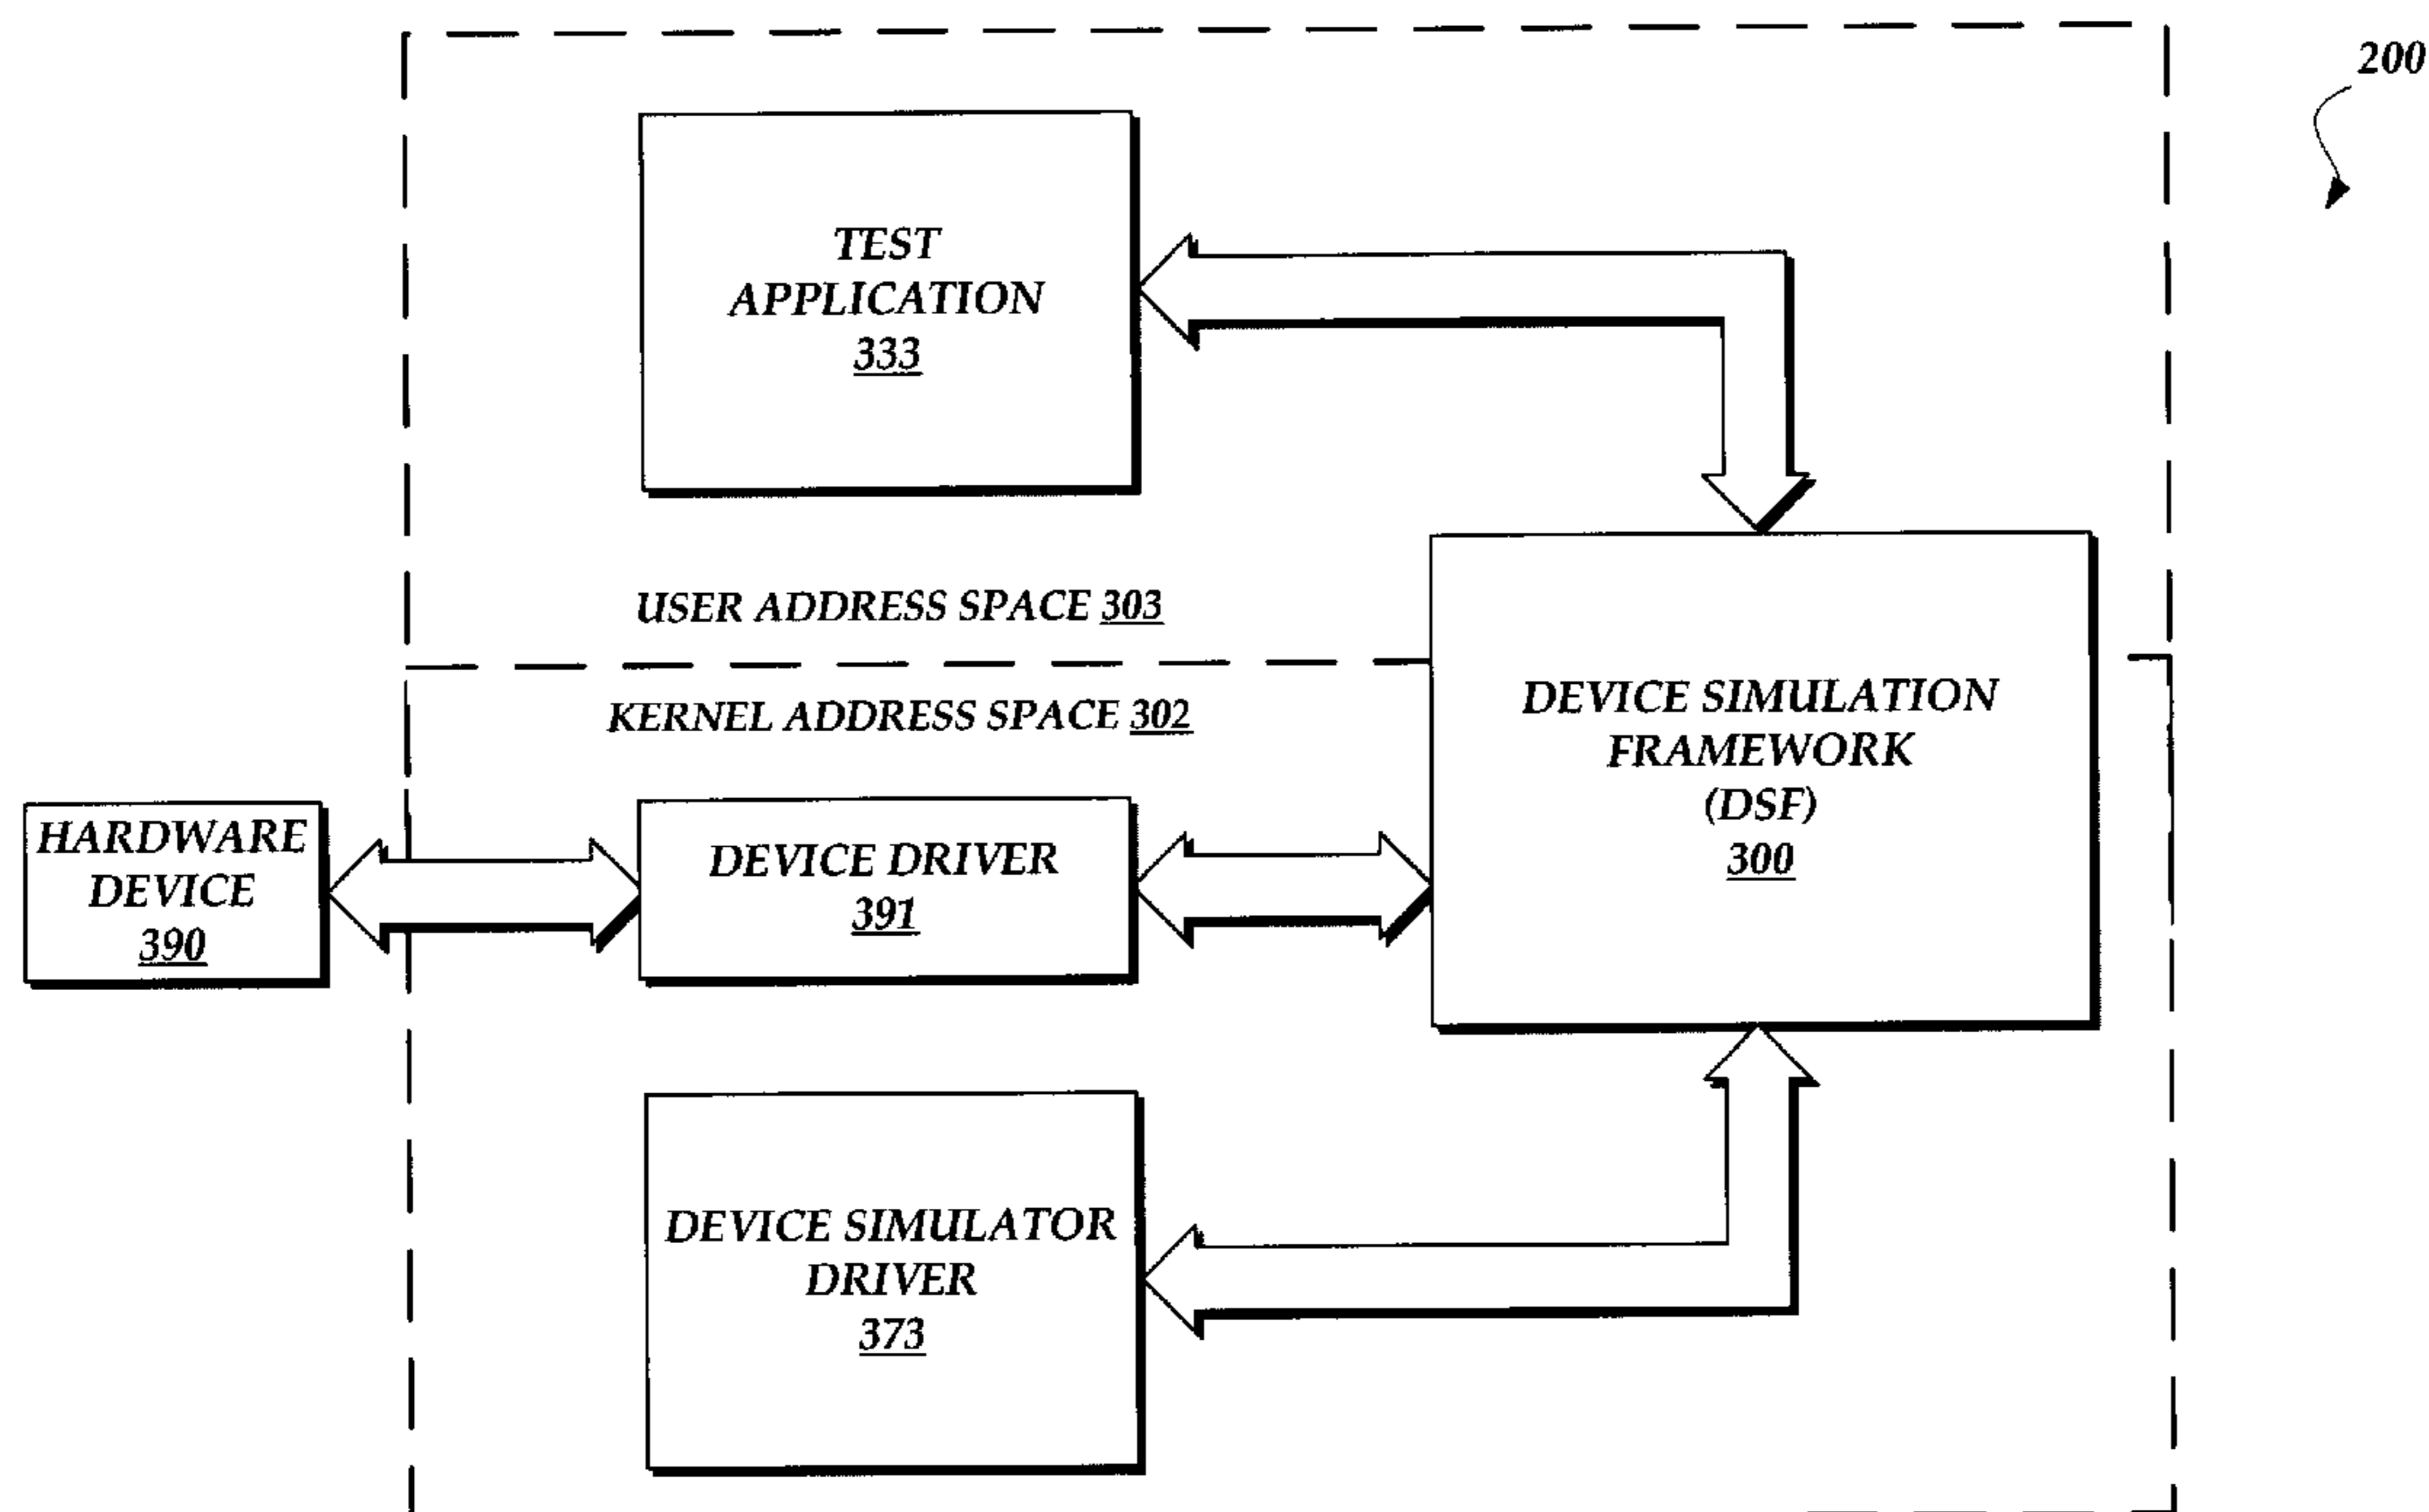 200
TEST
APPLICATION
333
USER ADDRESS SPACE 303
KERNEL ADDRESS SPACE 302
DEVICE SIMULATION
FRAMEWORK
(DSF)
300
HARDWARE
DEVICE
390
DEVICE DRIVER
391
DEVICE SIMULATOR
DRIVER
373